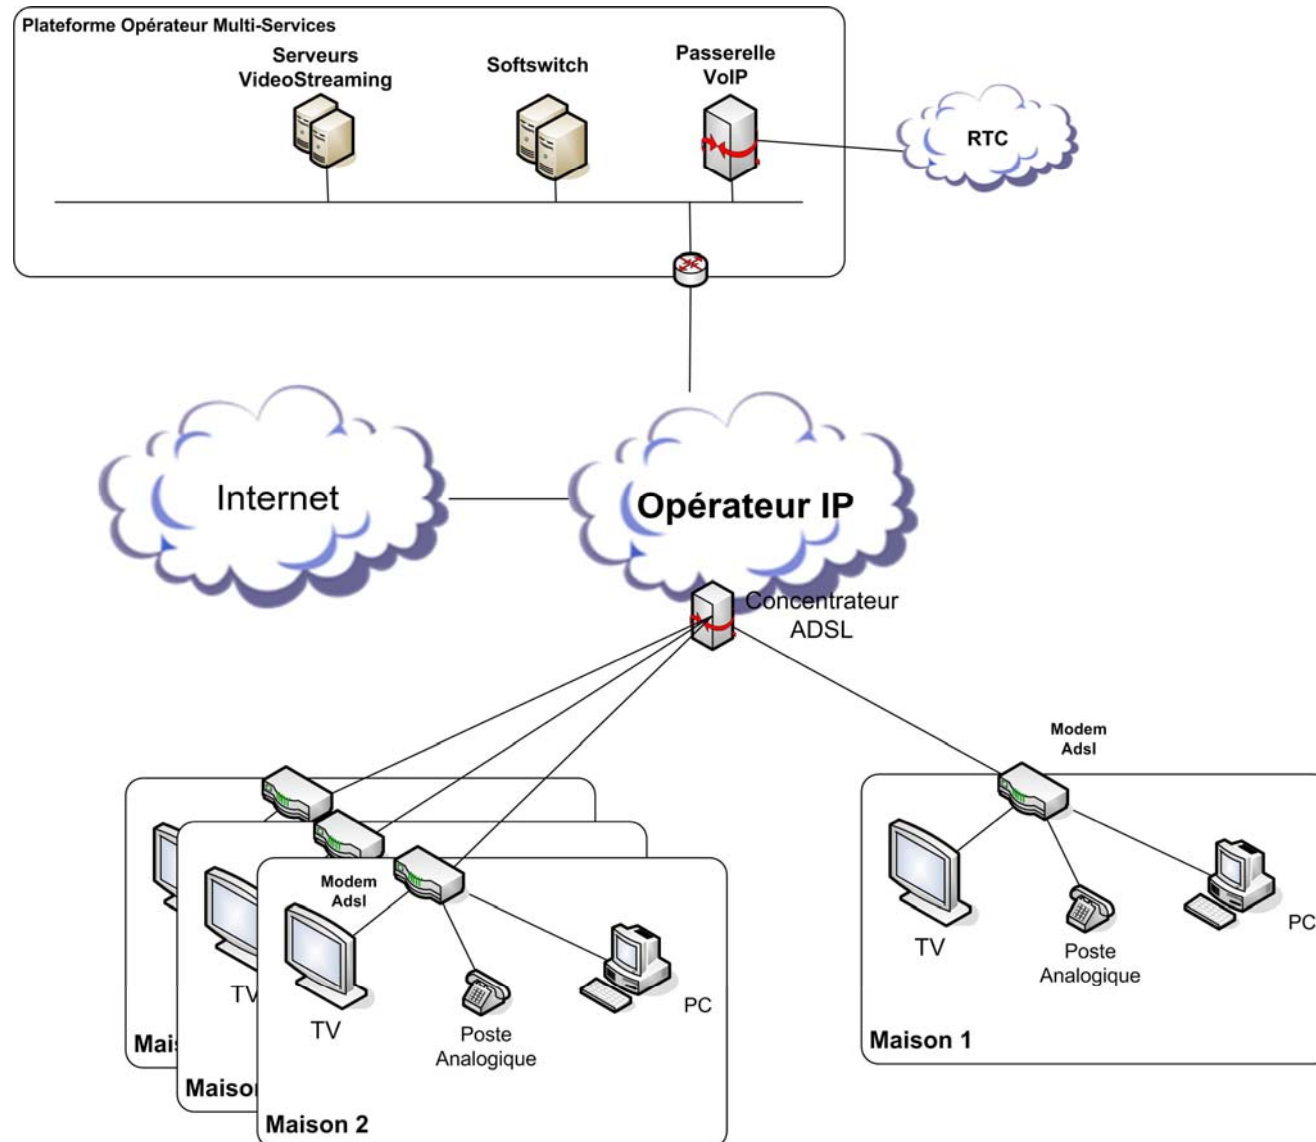 Plateforme Opérateur Multi-Services
Serveurs
VideoStreaming
Softswitch
Passerelle
VoIP
RTC
Internet
Opérateur IP
Concentrateur
ADSL
Modem
Adsl
TV
Poste
Analogique
PC
Maison 1
TV
Modem
Adsl
TV
Poste
Analogique
PC
Maison 2